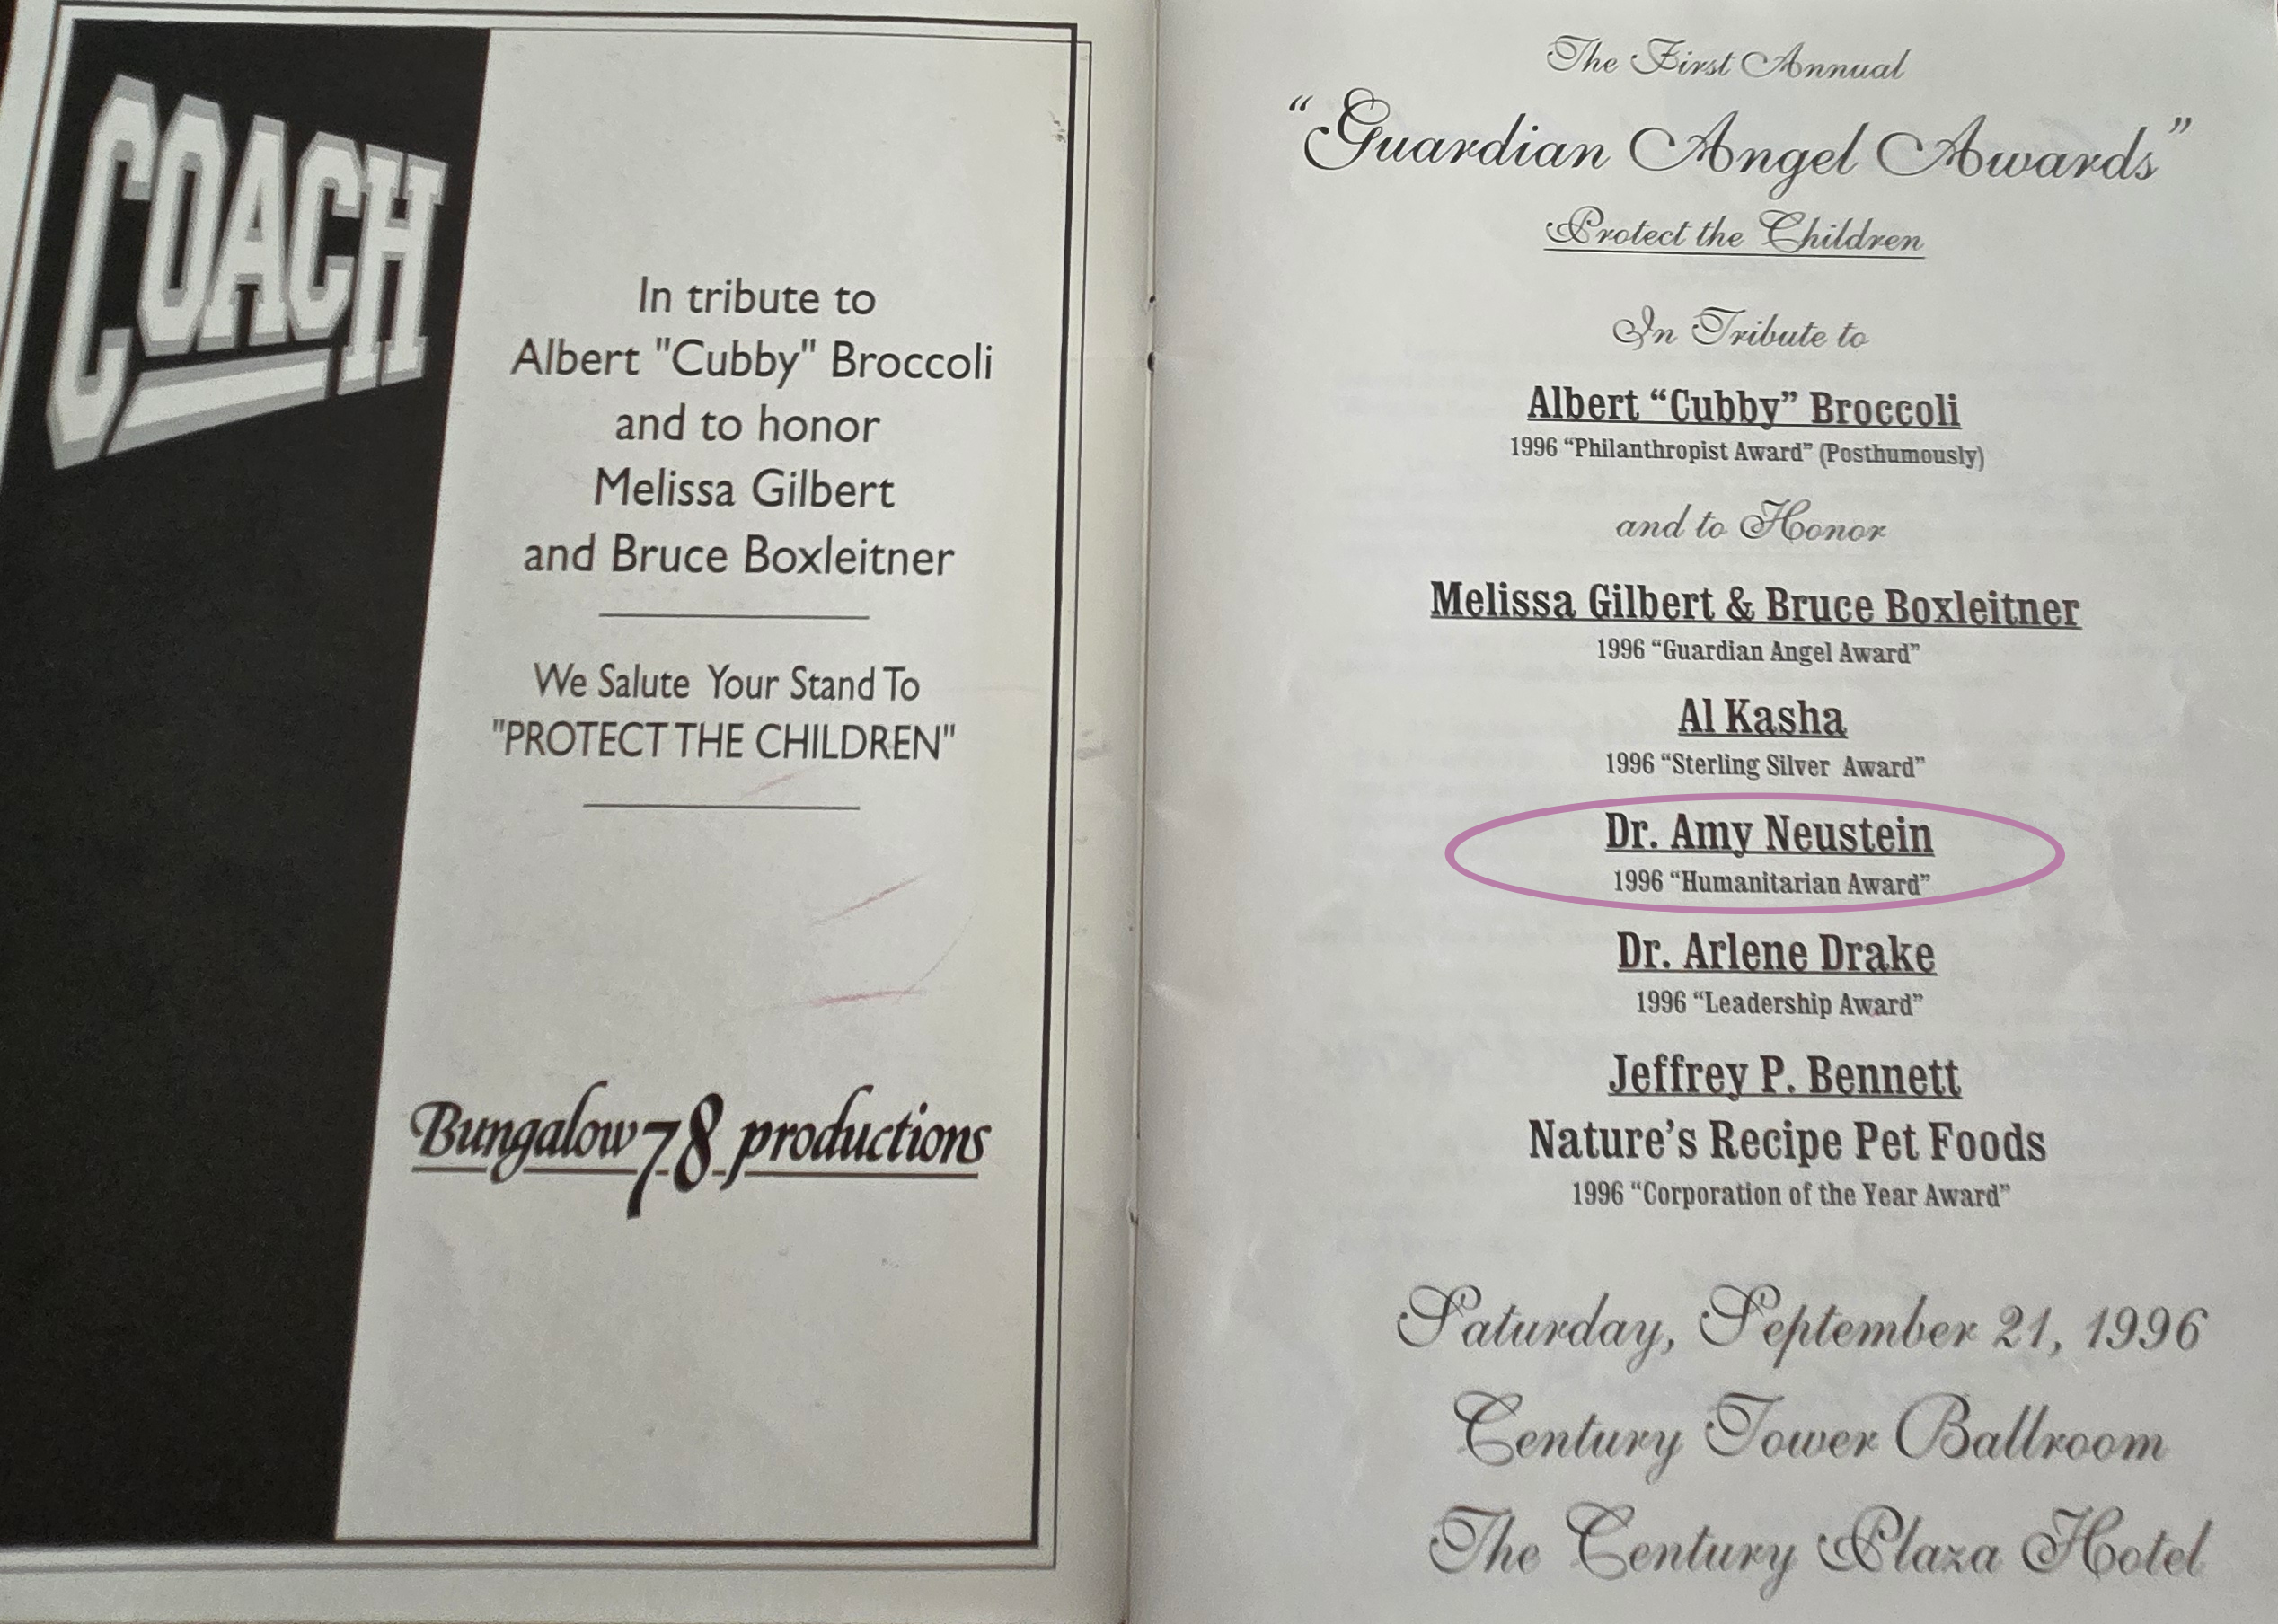 COACH
In tribute to
Albert "Cubby" Broccoli
and to honor
Melissa Gilbert
and Bruce Boxleitner
We Salute Your Stand To
"PROTECT THE CHILDREN"
Bungalow 78 productions
The First Annual
“Guardian Angel Awards”
Protect the Children
In Tribute to
Albert “Cubby” Broccoli
1996 “Philanthropist Award” (Posthumously)
and to Honor
Melissa Gilbert & Bruce Boxleitner
1996 “Guardian Angel Award”
Al Kasha
1996 “Sterling Silver Award”
Dr. Amy Neustein
1996 “Humanitarian Award”
Dr. Arlene Drake
1996 “Leadership Award”
Jeffrey P. Bennett
Nature’s Recipe Pet Foods
1996 “Corporation of the Year Award”
Saturday, September 21, 1996
Century Tower Ballroom
The Century Plaza Hotel